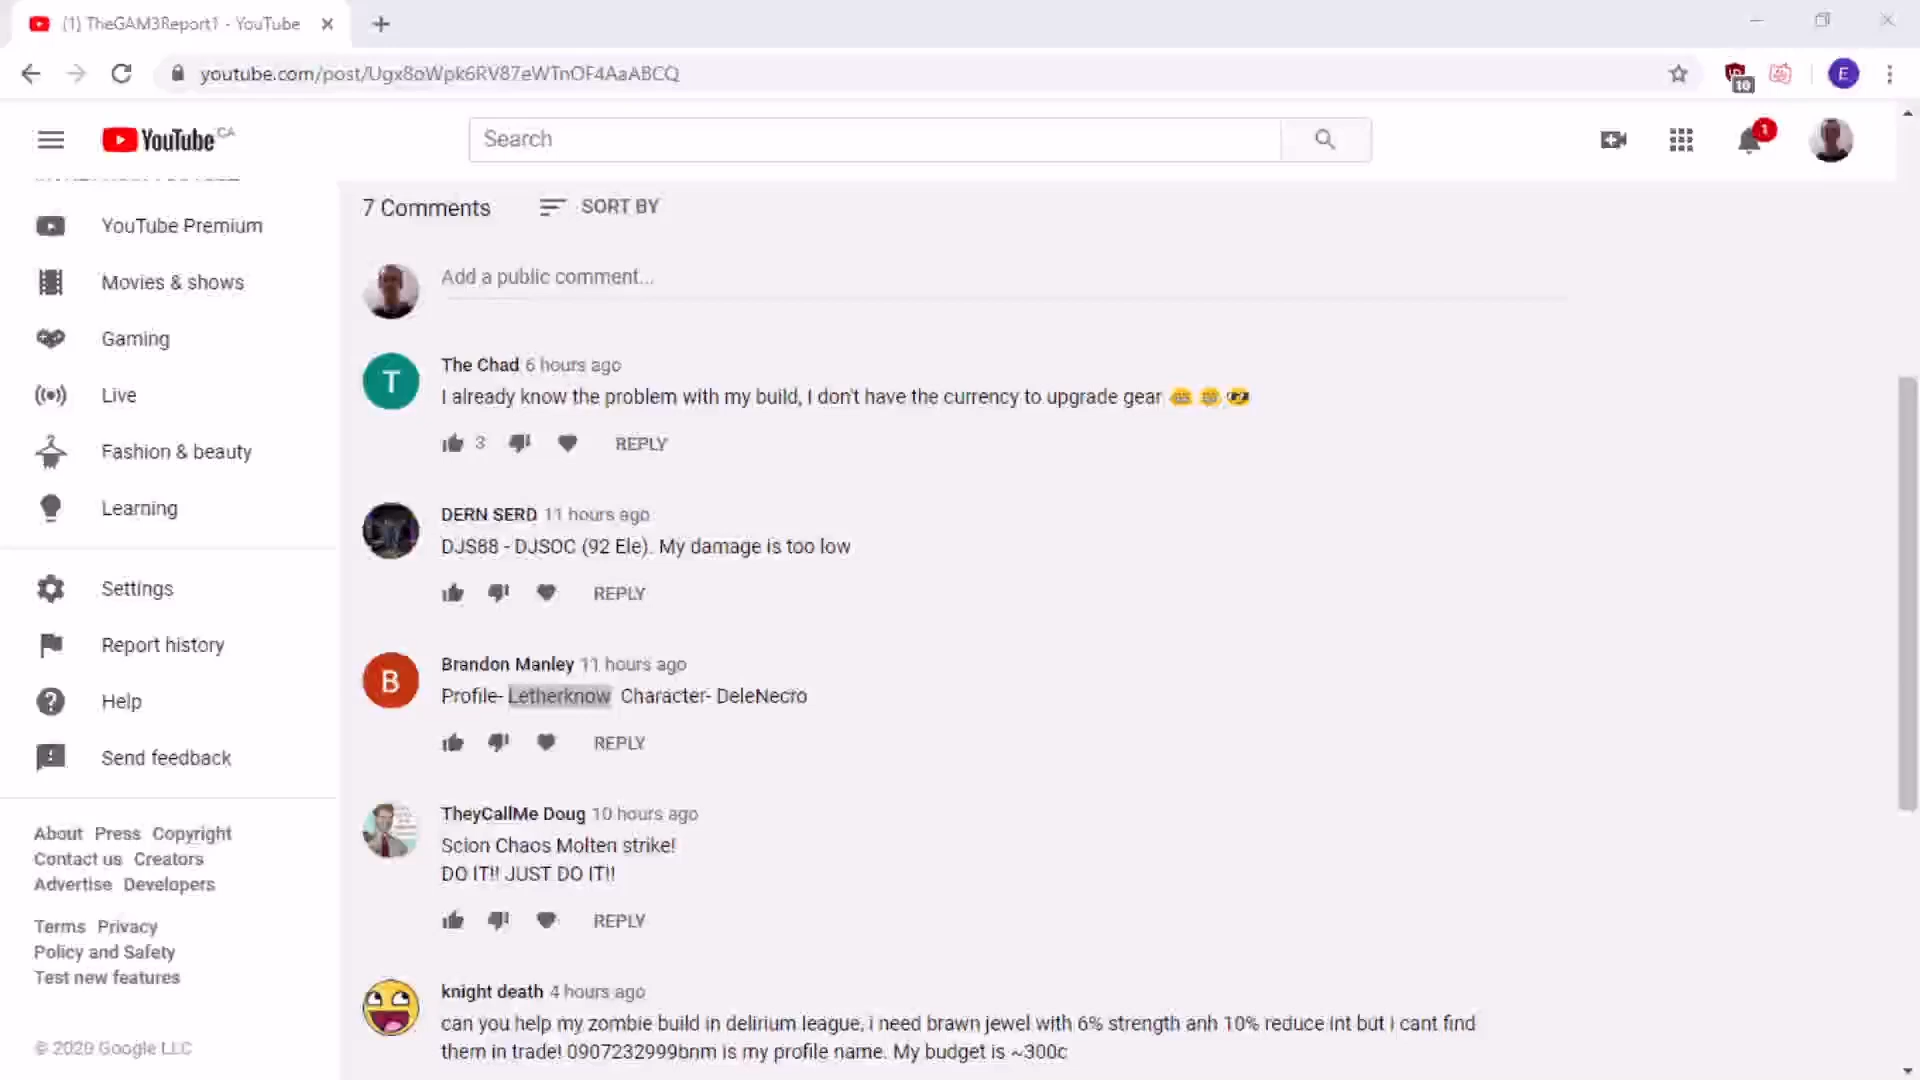 (1) TheGAM3Report1 - YouTube
youtube.com/post/Ugx8oWpk6RV87eWTnOF4AaABCQ
10
E
YouTube CA
Search
1
YouTube Premium
Movies & shows
Gaming
Live
Fashion & beauty
Learning
Settings
Report history
Help
Send feedback
About Press Copyright
Contact us Creators
Advertise Developers
Terms Privacy
Policy and Safety
Test new features
© 2020 Google LLC
7 Comments SORT BY
Add a public comment...
T
The Chad 6 hours ago
I already know the problem with my build, I don't have the currency to upgrade gear
3 REPLY
DERN SERD 11 hours ago
DJS88 - DJSOC (92 Ele). My damage is too low
REPLY
B
Brandon Manley 11 hours ago
Profile- Letherknow Character- DeleNecro
REPLY
TheyCallMe Doug 10 hours ago
Scion Chaos Molten strike!
DO IT!! JUST DO IT!!
REPLY
knight death 4 hours ago
can you help my zombie build in delirium league, i need brawn jewel with 6% strength anh 10% reduce int but i cant find
them in trade! 0907232999bnm is my profile name. My budget is ~300c